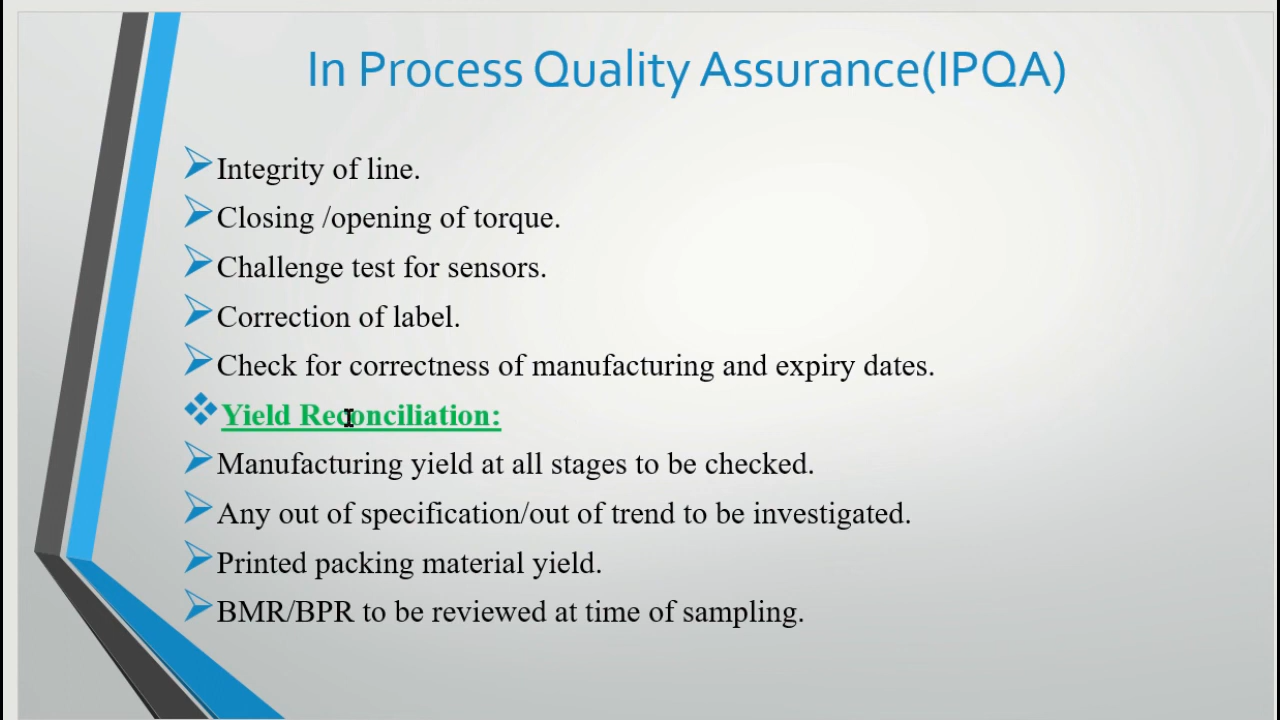 In Process Quality Assurance(IPQA)
Integrity of line.
Closing /opening of torque.
Challenge test for sensors.
Correction of label.
Check for correctness of manufacturing and expiry dates.
Yield Reconciliation:
Manufacturing yield at all stages to be checked.
Any out of specification/out of trend to be investigated.
Printed packing material yield.
BMR/BPR to be reviewed at time of sampling.